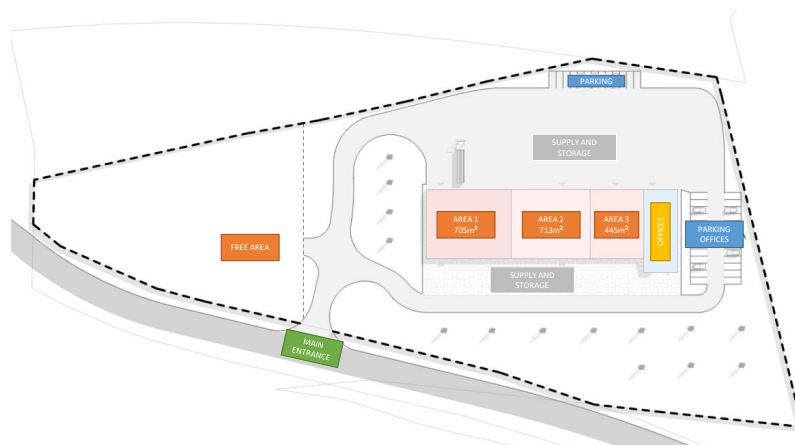 PARKING
SUPPLY AND
STORAGE
AREA 1
705m²
AREA 2
713m²
AREA 3
445m²
OFFICES
PARKING
OFFICES
FREE AREA
SUPPLY AND
STORAGE
MAIN
ENTRANCE